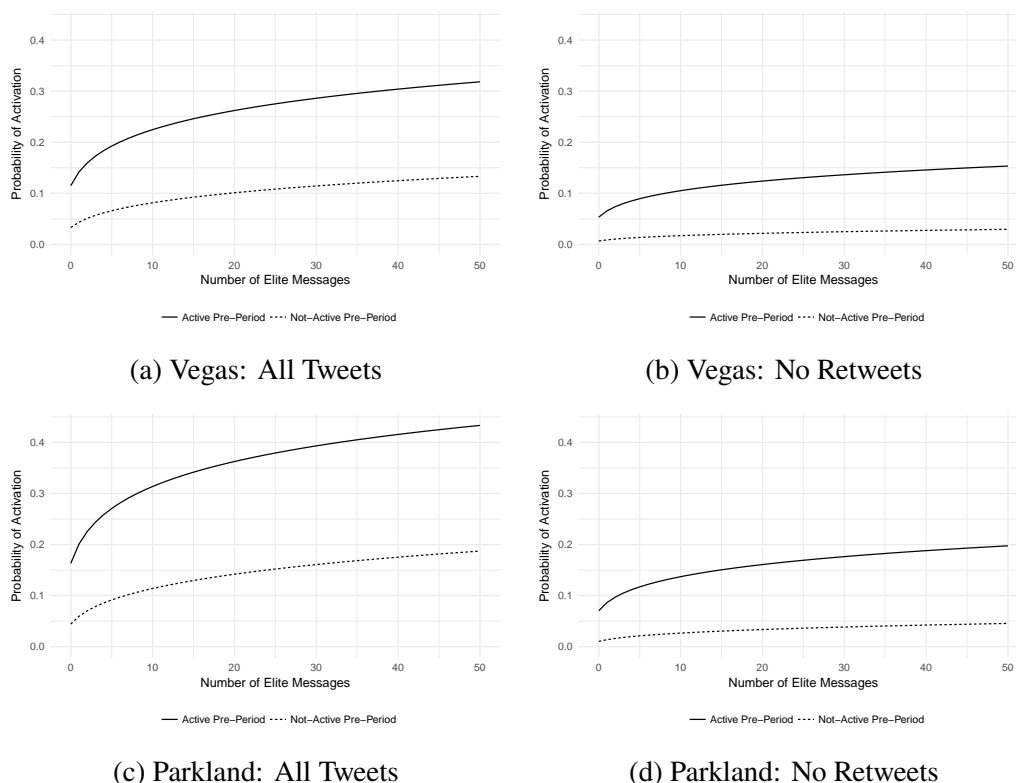 0.4
0.3
0.2
0.1
0.0
Probability of Activation
0 10 20 30 40 50
Number of Elite Messages
Active Pre−Period Not−Active Pre−Period
(a) Vegas: All Tweets
0.4
0.3
0.2
0.1
0.0
Probability of Activation
0 10 20 30 40 50
Number of Elite Messages
Active Pre−Period Not−Active Pre−Period
(b) Vegas: No Retweets
0.4
0.3
0.2
0.1
0.0
Probability of Activation
0 10 20 30 40 50
Number of Elite Messages
Active Pre−Period Not−Active Pre−Period
(c) Parkland: All Tweets
0.4
0.3
0.2
0.1
0.0
Probability of Activation
0 10 20 30 40 50
Number of Elite Messages
Active Pre−Period Not−Active Pre−Period
(d) Parkland: No Retweets